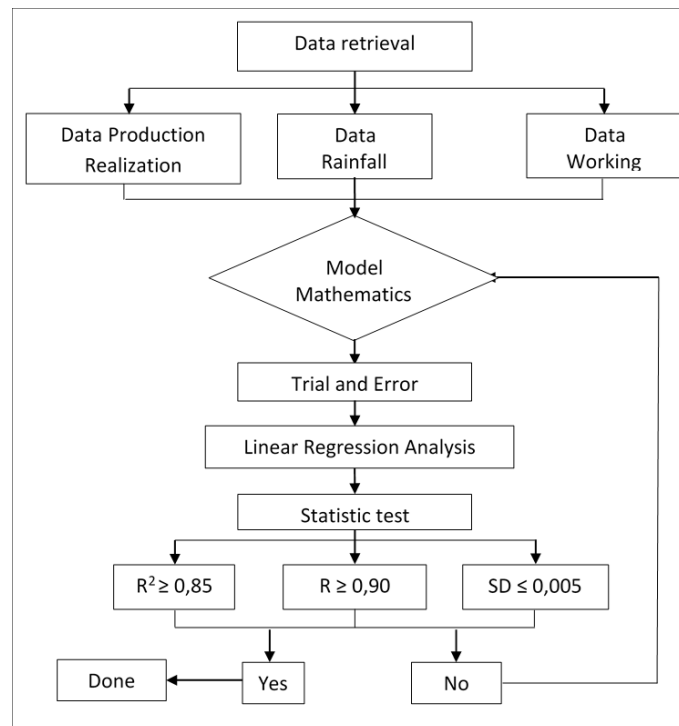 Data retrieval
Data Production
Realization
Data
Rainfall
Data
Working
Model
Mathematics
Trial and Error
Linear Regression Analysis
Statistic test
R² ≥ 0,85
R ≥ 0,90
SD ≤ 0,005
Done
Yes
No